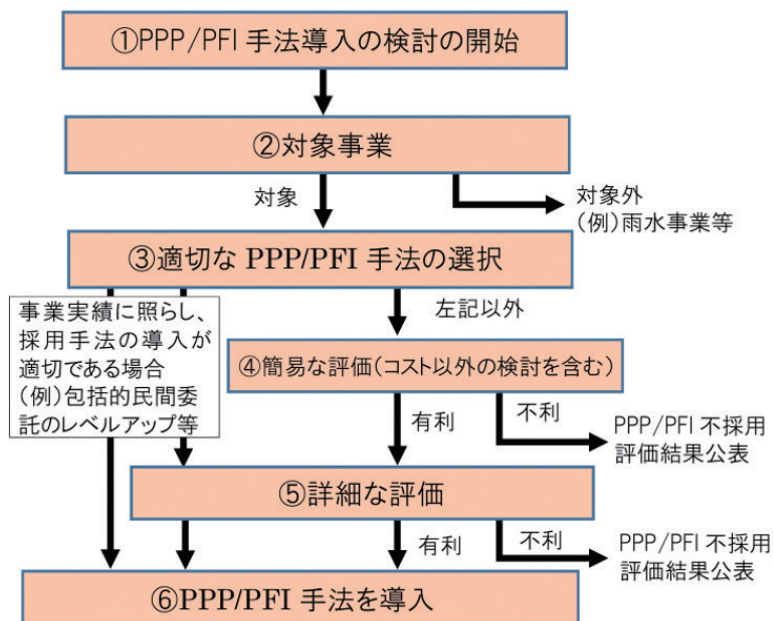 ①PPP/PFI 手法導入の検討の開始
②対象事業
対象
対象外
(例)雨水事業等
③適切な PPP/PFI 手法の選択
事業実績に照らし、
採用手法の導入が
適切である場合
(例)包括的民間委
託のレベルアップ等
左記以外
④簡易な評価(コスト以外の検討を含む)
有利
不利
PPP/PFI 不採用
評価結果公表
⑤詳細な評価
有利
不利
PPP/PFI 不採用
評価結果公表
⑥PPP/PFI 手法を導入